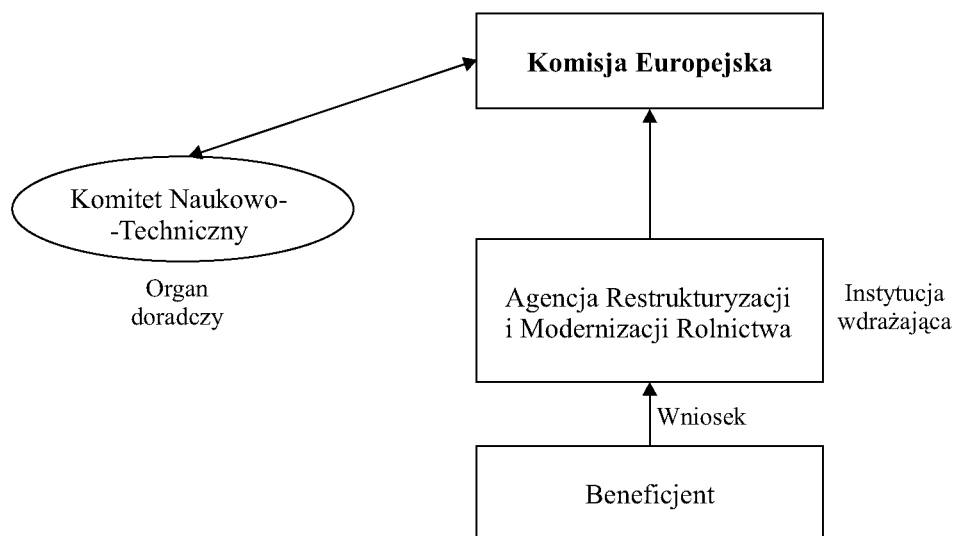 Komisja Europejska
Komitet Naukowo-
-Techniczny
Organ
doradczy
Agencja Restrukturyzacji
i Modernizacji Rolnictwa
Instytucja
wdrażająca
Wniosek
Beneficjent